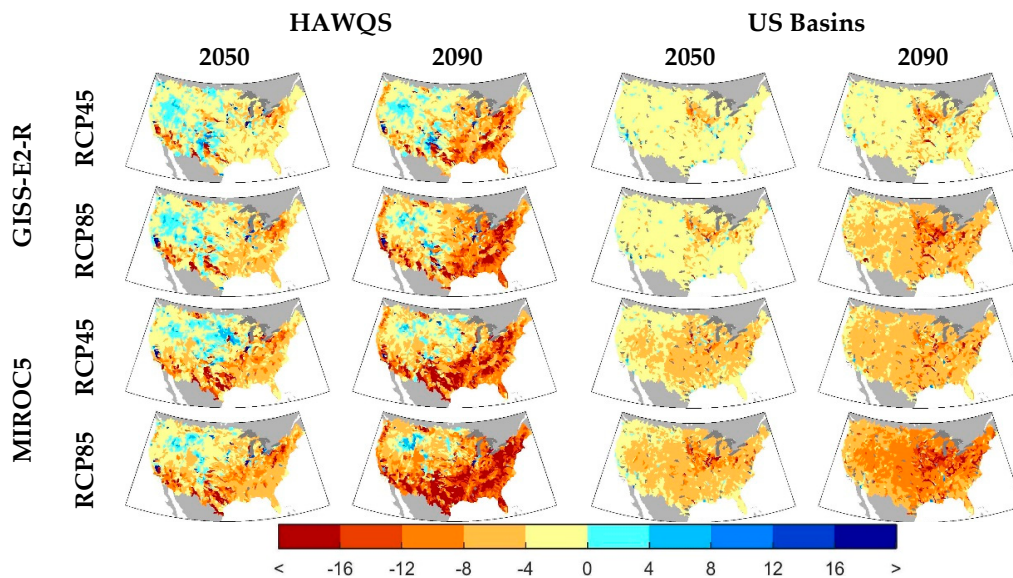 HAWQS US Basins
2050 2090 2050 2090
GISS-E2-R
RCP45
RCP85
MIROC5
RCP45
RCP85
< -16 -12 -8 -4 0 4 8 12 16 >